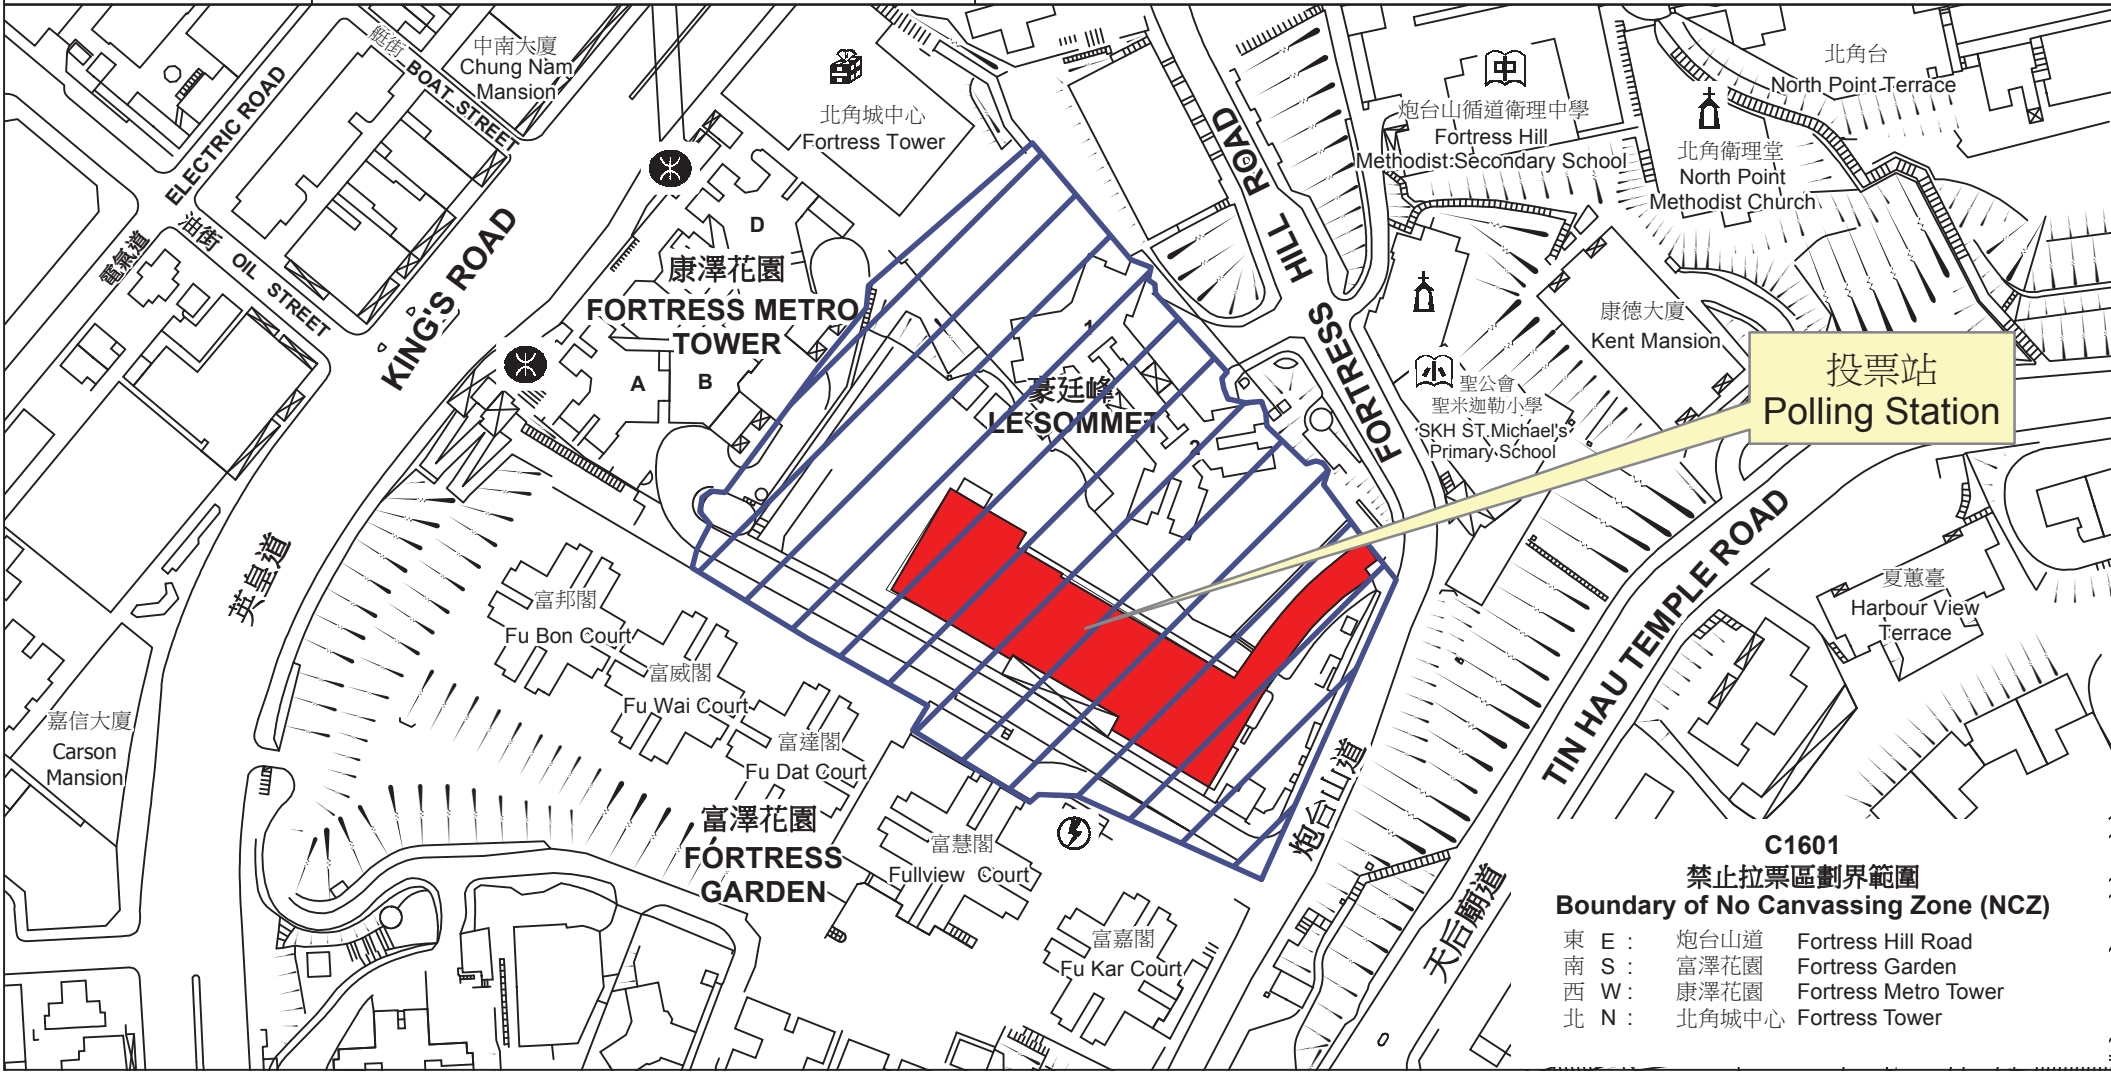 艇街 BOAT STREET
中南大廈
Chung Nam
Mansion
ELECTRIC ROAD
電氣道
油街 OIL STREET
KING'S ROAD
英皇道
北角城中心
Fortress Tower
D
康澤花園
FORTRESS METRO
TOWER
A
B
FORTRESS HILL ROAD
炮台山循道衛理中學
Fortress Hill
Methodist Secondary School
中
北角台
North Point Terrace
北角衛理堂
North Point
Methodist Church
康德大廈
Kent Mansion
小
聖公會
聖米迦勒小學
SKH ST.Michael's
Primary School
投票站
Polling Station
1
豪廷峰
LE SOMMET
2
富邦閣
Fu Bon Court
富威閣
Fu Wai Court
富達閣
Fu Dat Court
富澤花園
FORTRESS
GARDEN
富慧閣
Fullview Court
富嘉閣
Fu Kar Court
嘉信大廈
Carson
Mansion
炮台山道
TIN HAU TEMPLE ROAD
天后廟道
夏蕙臺
Harbour View
Terrace
C1601
禁止拉票區劃界範圍
Boundary of No Canvassing Zone (NCZ)
東 E : 炮台山道 Fortress Hill Road
南 S : 富澤花園 Fortress Garden
西 W : 康澤花園 Fortress Metro Tower
北 N : 北角城中心 Fortress Tower